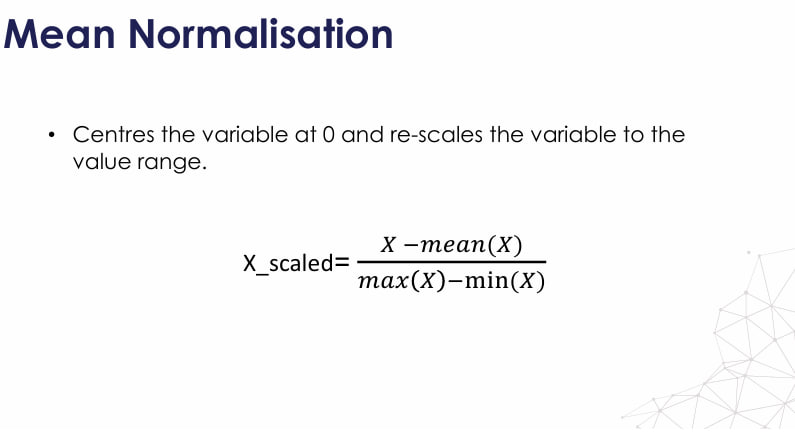 Mean Normalisation
• Centres the variable at 0 and re-scales the variable to the
value range.
X −mean(X)
X_scaled=
max(X)−min(X)